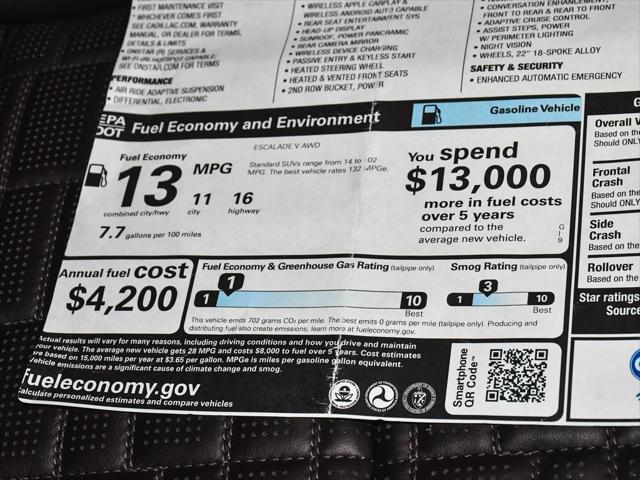 • FIRST MAINTENANCE VISIT
* WHICHEVER COMES FIRST
SEE CADILLAC.COM, WARRANTY
MANUAL, OR DEALER FOR TERMS,
DETAILS & LIMITS
• ONSTAR (R) SERVICES &
WI-FI (R) HOTSPOT CAPABLE;
SEE ONSTAR.COM FOR TERMS
PERFORMANCE
• AIR RIDE ADAPTIVE SUSPENSION
• DIFFERENTIAL, ELECTRONIC
• WIRELESS APPLE CARPLAY &
WIRELESS ANDROID AUTO CAPABLE
• REAR SEAT ENTERTAINMENT SYS
• HEAD-UP DISPLAY
• SUNROOF, POWER PANORAMIC
• REAR CAMERA MIRROR
• WIRELESS DEVICE CHARGING
• PASSIVE ENTRY & KEYLESS START
• HEATED STEERING WHEEL
• HEATED & VENTED FRONT SEATS
• 2ND ROW BUCKET, POWER
• CONVERSATION ENHANCEMENT,
FRONT TO REAR & REAR TO FRONT
• ADAPTIVE CRUISE CONTROL
• ASSIST STEPS, POWER
W/ PERIMETER LIGHTING
• NIGHT VISION
• WHEELS, 22" 18-SPOKE ALLOY
SAFETY & SECURITY
• ENHANCED AUTOMATIC EMERGENCY
EPA
DOT Fuel Economy and Environment
Gasoline Vehicle
ESCALADE V AWD
Fuel Economy
13 MPG
combined city/hwy
11
city
16
highway
7.7 gallons per 100 miles
Standard SUVs range from 14 to 102
MPG. The best vehicle rates 132 MPGe.
You spend
$13,000
more in fuel costs
over 5 years
compared to the
average new vehicle.
Annual fuel cost
$4,200
Fuel Economy & Greenhouse Gas Rating (tailpipe only)
1
1 10
Best
Smog Rating (tailpipe only)
3
1 10
Best
This vehicle emits 702 grams CO2 per mile. The best emits 0 grams per mile (tailpipe only). Producing and
distributing fuel also create emissions; learn more at fueleconomy.gov.
Actual results will vary for many reasons, including driving conditions and how you drive and maintain
your vehicle. The average new vehicle gets 28 MPG and costs $8,000 to fuel over 5 years. Cost estimates
are based on 15,000 miles per year at $3.65 per gallon. MPGe is miles per gasoline gallon equivalent.
Vehicle emissions are a significant cause of climate change and smog.
fueleconomy.gov
Calculate personalized estimates and compare vehicles
Smartphone
QR Code™
G
Overall V
Based on the
Should ONLY
Frontal
Crash
Based on the
Should ONLY
Side
Crash
Based on the
Rollover
Based on the
Star ratings
Source